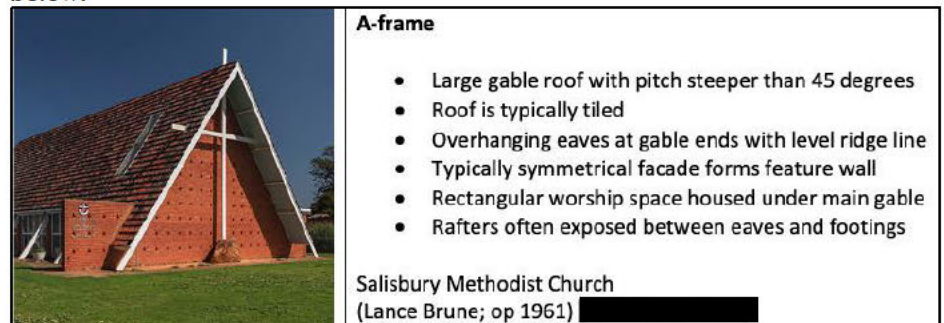 A-frame
• Large gable roof with pitch steeper than 45 degrees
• Roof is typically tiled
• Overhanging eaves at gable ends with level ridge line
• Typically symmetrical facade forms feature wall
• Rectangular worship space housed under main gable
• Rafters often exposed between eaves and footings
Salisbury Methodist Church
(Lance Brune; op 1961)